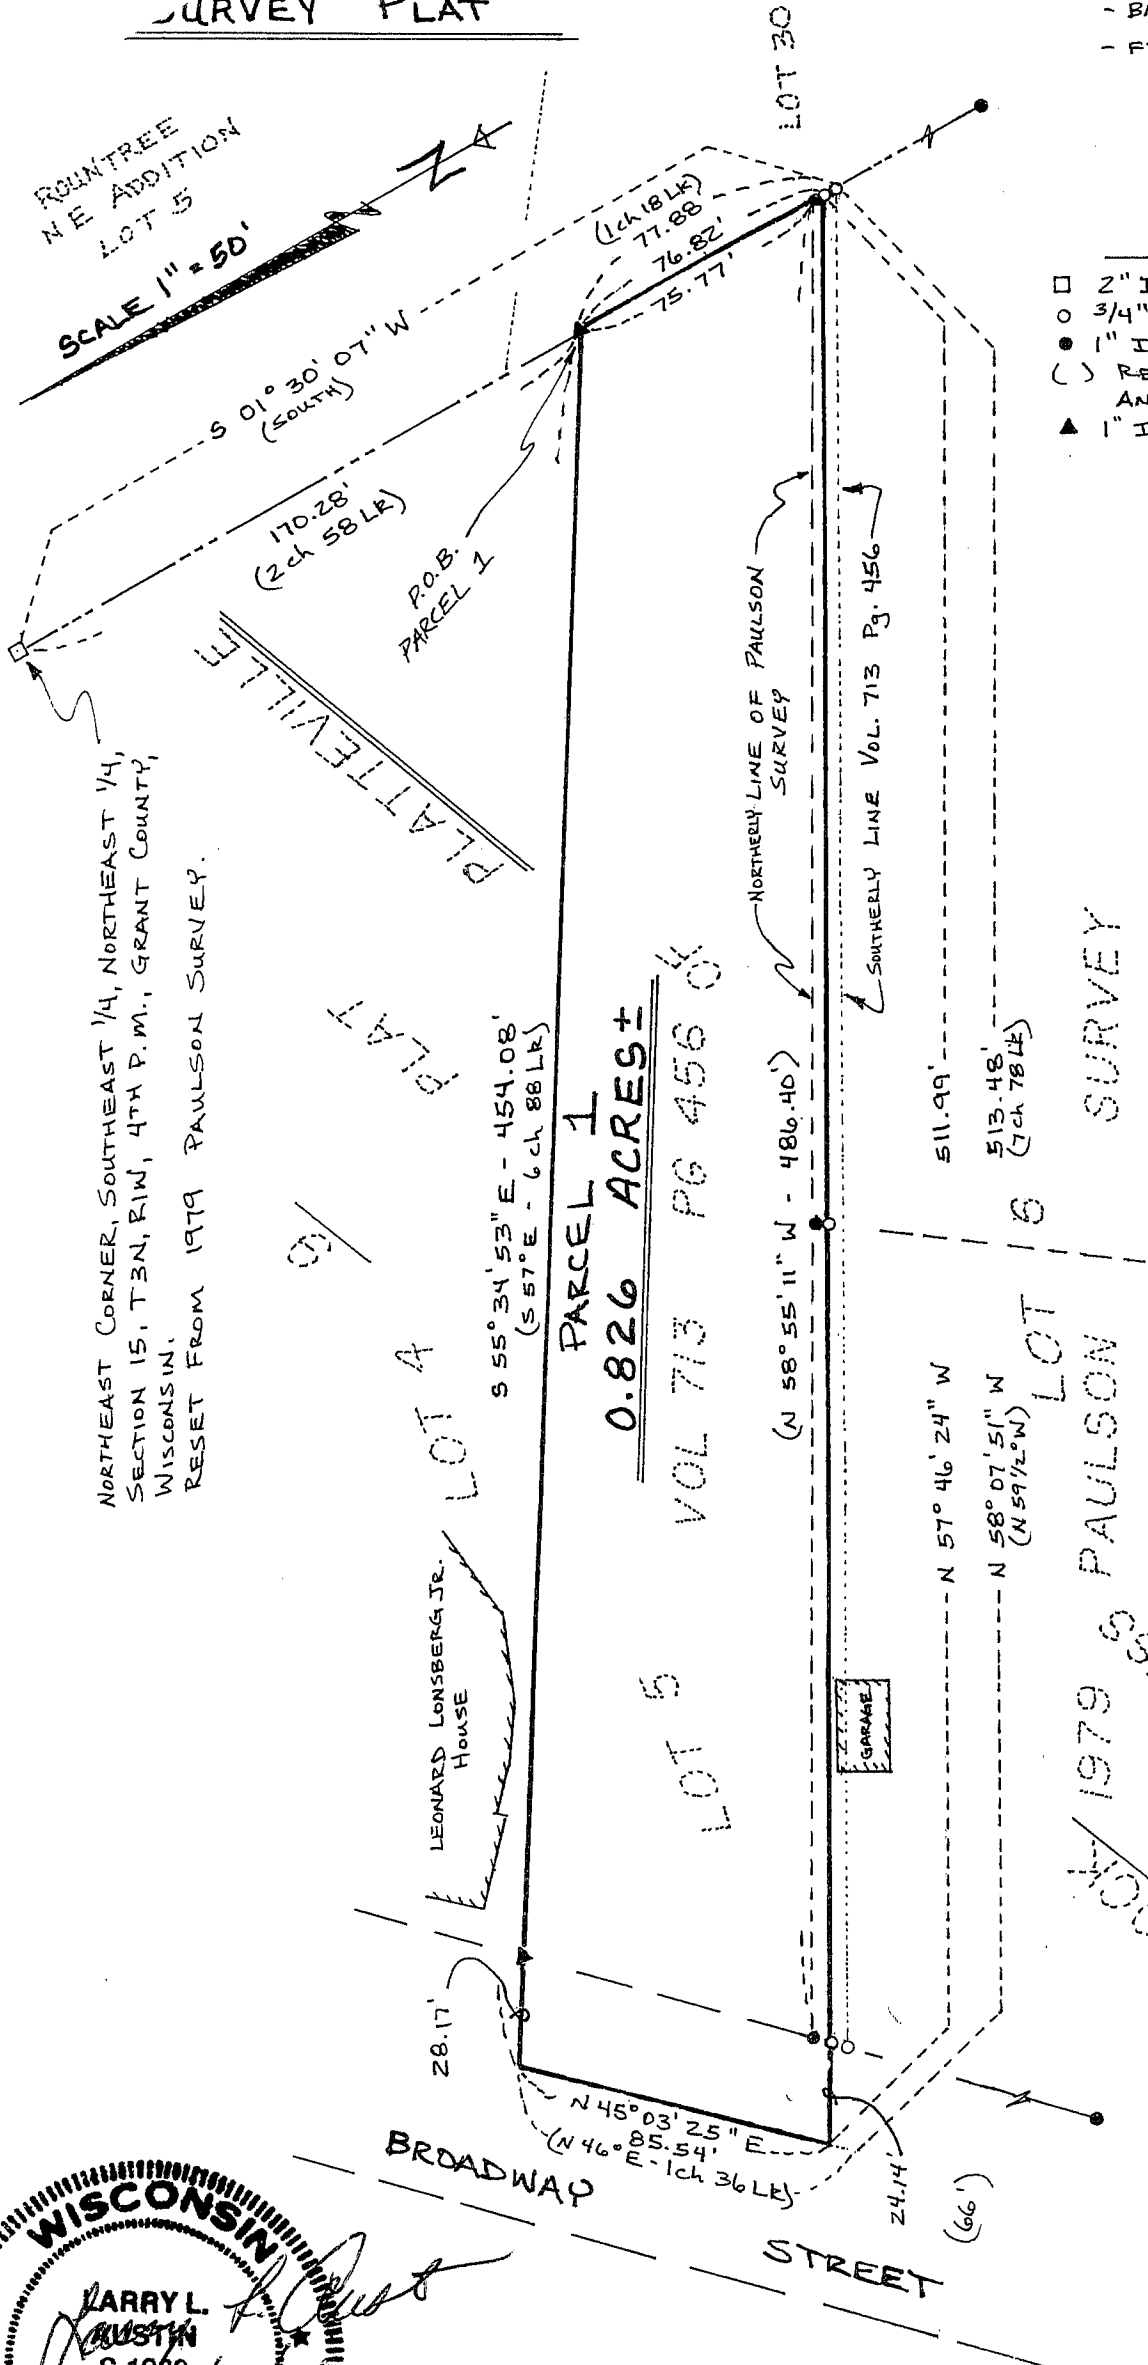 SURVEY PLAT
- BA
- F
ROUNTREE
N E ADDITION
LOT 5
SCALE 1" = 50'
N
LOT 30
□ 2" I
○ 3/4"
● 1" I
( ) RE
AN
▲ 1" I
S 01° 30' 07" W
(SOUTH)
170.28'
(2 ch 58 LK)
(1 ch 18 LK)
77.88
76.82'
75.77'
P.O.B.
PARCEL 1
PLATTEVILLE
PLAT
NORTHEAST CORNER, SOUTHEAST 1/4, NORTHEAST 1/4,
SECTION 15, T3N, R1W, 4TH P.M., GRANT COUNTY,
WISCONSIN.
RESET FROM 1979 PAULSON SURVEY.
LOT 4
S 55° 34' 53" E - 454.08'
(S 57° E - 6 ch 88 LK)
PARCEL 1
0.826 ACRES±
VOL 713 PG 456 OK
LOT 5
NORTHERLY LINE OF PAULSON
SURVEY
SOUTHERLY LINE VOL. 713 Pg. 456
(N 58° 55' 11" W - 486.40')
N 57° 46' 24" W 511.99'
N 58° 07' 51" W 513.48'
(N 59 1/2° W) (7 ch 78 LK)
LOT 6
1979 PAULSON SURVEY
LEONARD LONSBERG JR.
HOUSE
GARAGE
28.17'
N 45° 03' 25" E
85.54'
(N 46° E - 1 ch 36 LK)
24.14'
(66')
BROADWAY STREET
WISCONSIN
LARRY L.
AUSTIN